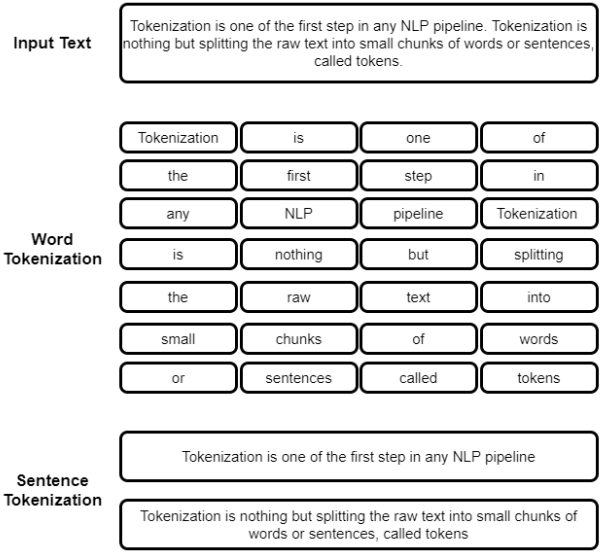 Input Text
Tokenization is one of the first step in any NLP pipeline. Tokenization is
nothing but splitting the raw text into small chunks of words or sentences,
called tokens.
Word
Tokenization
Tokenization is one of
the first step in
any NLP pipeline Tokenization
is nothing but splitting
the raw text into
small chunks of words
or sentences called tokens
Sentence
Tokenization
Tokenization is one of the first step in any NLP pipeline
Tokenization is nothing but splitting the raw text into small chunks of
words or sentences, called tokens